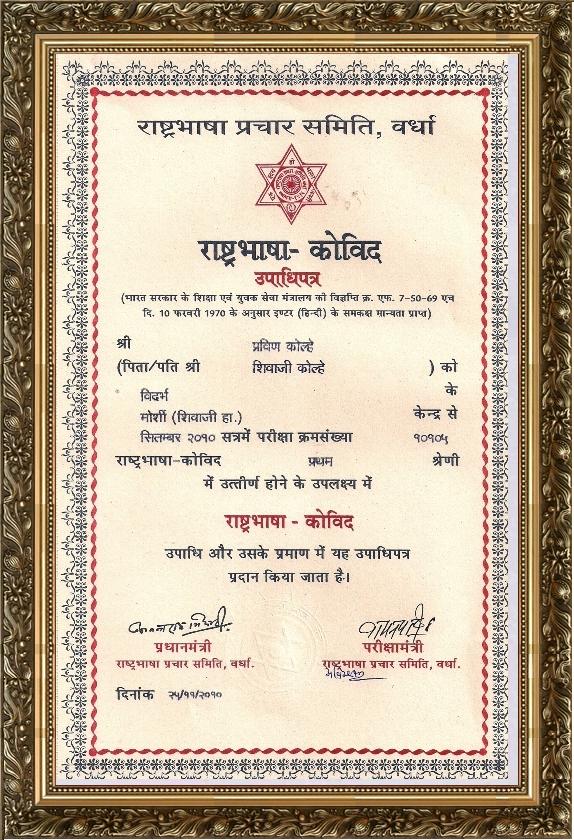 राष्ट्रभाषा प्रचार समिति, वर्धा
राष्ट्रभाषा- कोविद
उपाधिपत्र
(भारत सरकार के शिक्षा एवं युवक सेवा मंत्रालय की विज्ञप्ति क्र. एफ. 7-50-69 एच
दि. 10 फरवरी 1970 के अनुसार इण्टर (हिन्दी) के समकक्ष मान्यता प्राप्त)
श्री प्रविण कोल्हे
(पिता/पति श्री शिवाजी कोल्हे ) को
विदर्भ के
मोर्शी (शिवाजी हा.) केन्द्र से
सितम्बर २०१० सत्रमें परीक्षा क्रमसंख्या १०१०५
राष्ट्रभाषा-कोविद प्रथम श्रेणी
में उत्तीर्ण होने के उपलक्ष्य में
राष्ट्रभाषा - कोविद
उपाधि और उसके प्रमाण में यह उपाधिपत्र
प्रदान किया जाता है।
प्रधानमंत्री परीक्षामंत्री
राष्ट्रभाषा प्रचार समिति, वर्धा. राष्ट्रभाषा प्रचार समिति, वर्धा.
दिनांक २५/११/२०१०